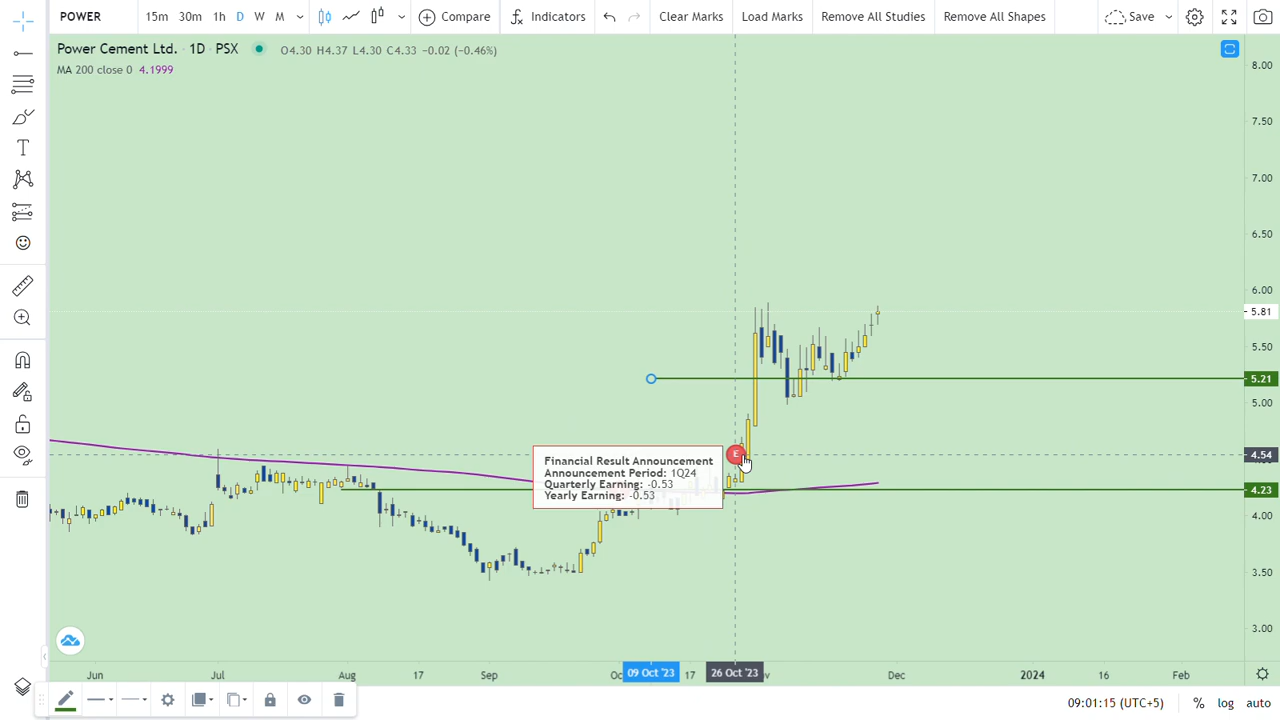 POWER 15m 30m 1h D W M Compare Indicators Clear Marks Load Marks Remove All Studies Remove All Shapes Save
Power Cement Ltd. · 1D · PSX O4.30 H4.37 L4.30 C4.33 −0.02 (−0.46%)
MA 200 close 0 4.1999
8.00
7.50
7.00
6.50
6.00
5.81
5.50
5.21
5.00
E
4.54
Financial Result Announcement
Announcement Period: 1Q24
Quarterly Earning: -0.53
Yearly Earning: -0.53
4.23
4.00
3.50
3.00
Jun Jul Aug 17 Sep Oc 09 Oct '23 17 26 Oct '23 v Dec 2024 16 Feb
09:01:15 (UTC+5) % log auto